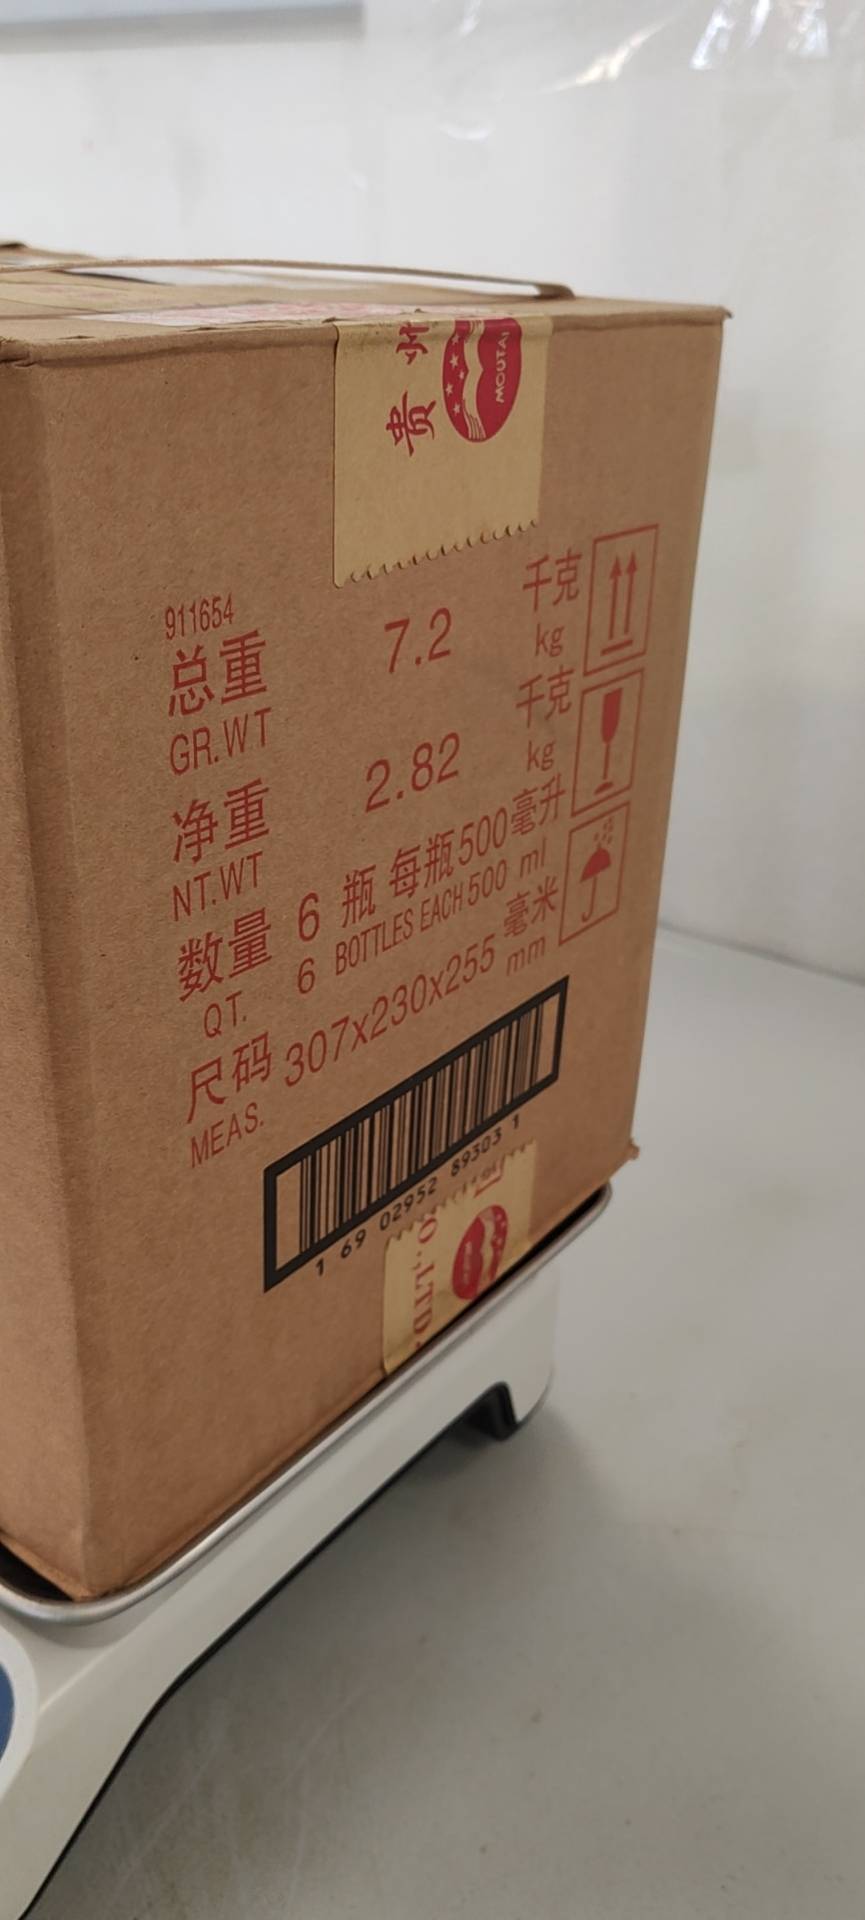 贵州
MOUTAI
911654
总重 7.2 千克
GR.WT kg
净重 2.82 千克
NT.WT kg
数量 6 瓶 每瓶500毫升
QT. 6 BOTTLES EACH 500 ml
尺码 307x230x255 毫米
MEAS. mm
1 69 02952 89303 1
O.,LTD.